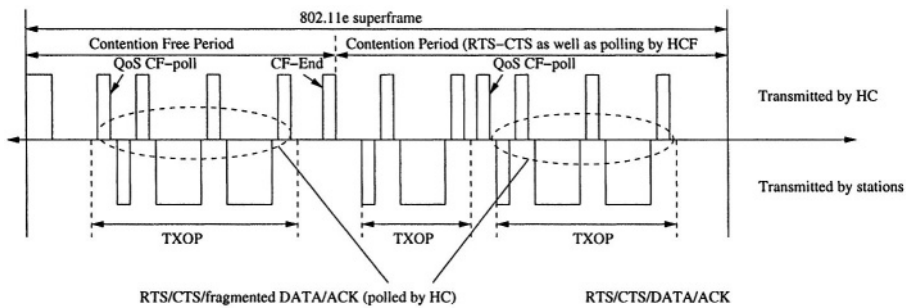 802.11e superframe
Contention Free Period
Contention Period (RTS-CTS as well as polling by HCF
QoS CF-poll
CF-End
QoS CF-poll
Transmitted by HC
Transmitted by stations
TXOP
TXOP
TXOP
RTS/CTS/fragmented DATA/ACK (polled by HC)
RTS/CTS/DATA/ACK